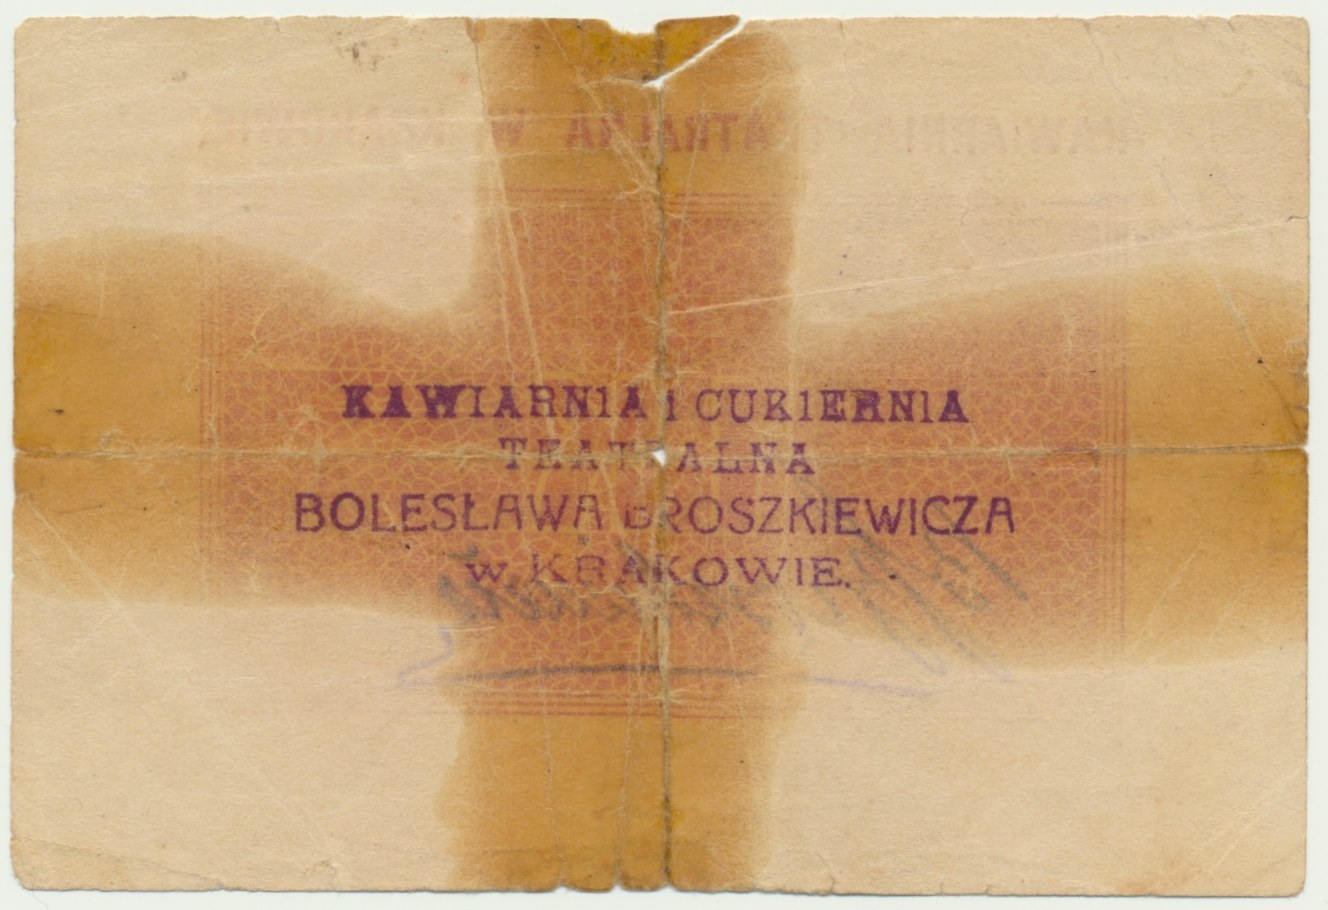 KAWIARNIA i CUKIERNIA
TEATRALNA
BOLESŁAWA BROSZKIEWICZA
w KRAKOWIE.